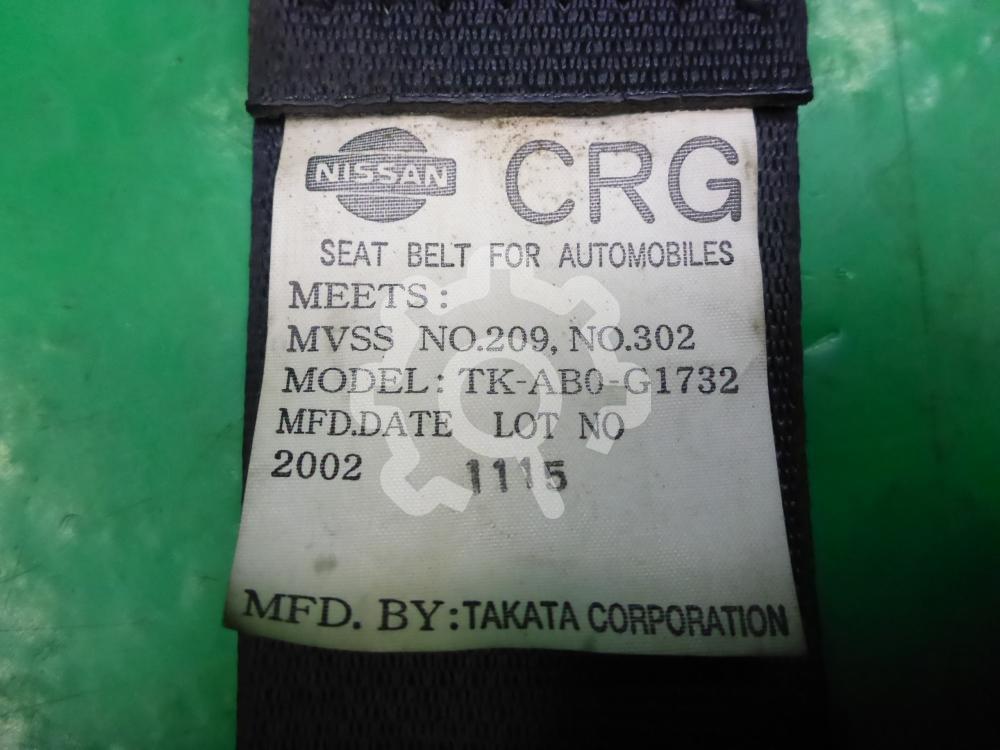 NISSAN CRG
SEAT BELT FOR AUTOMOBILES
MEETS:
MVSS NO.209, NO.302
MODEL: TK-AB0-G1732
MFD.DATE LOT NO
2002 1115
MFD. BY: TAKATA CORPORATION